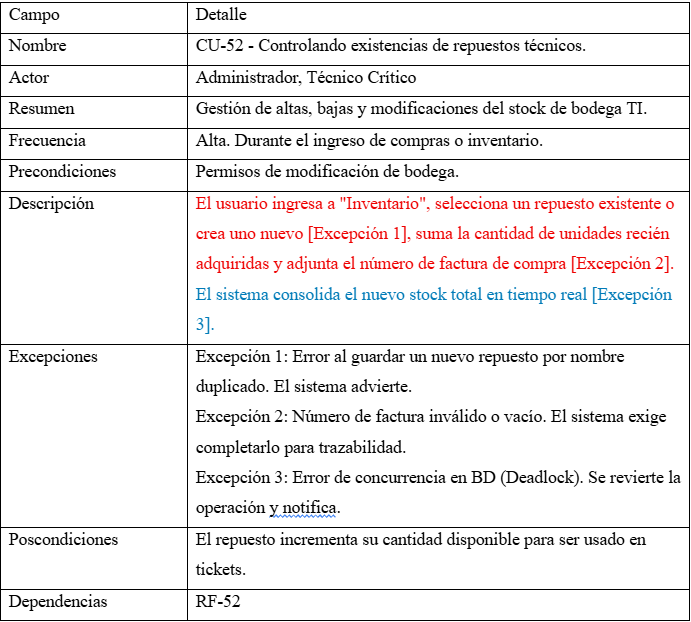 Campo Detalle
Nombre CU-52 - Controlando existencias de repuestos técnicos.
Actor Administrador, Técnico Crítico
Resumen Gestión de altas, bajas y modificaciones del stock de bodega TI.
Frecuencia Alta. Durante el ingreso de compras o inventario.
Precondiciones Permisos de modificación de bodega.
Descripción El usuario ingresa a "Inventario", selecciona un repuesto existente o
crea uno nuevo [Excepción 1], suma la cantidad de unidades recién
adquiridas y adjunta el número de factura de compra [Excepción 2].
El sistema consolida el nuevo stock total en tiempo real [Excepción
3].
Excepciones Excepción 1: Error al guardar un nuevo repuesto por nombre
duplicado. El sistema advierte.
Excepción 2: Número de factura inválido o vacío. El sistema exige
completarlo para trazabilidad.
Excepción 3: Error de concurrencia en BD (Deadlock). Se revierte la
operación y notifica.
Poscondiciones El repuesto incrementa su cantidad disponible para ser usado en
tickets.
Dependencias RF-52